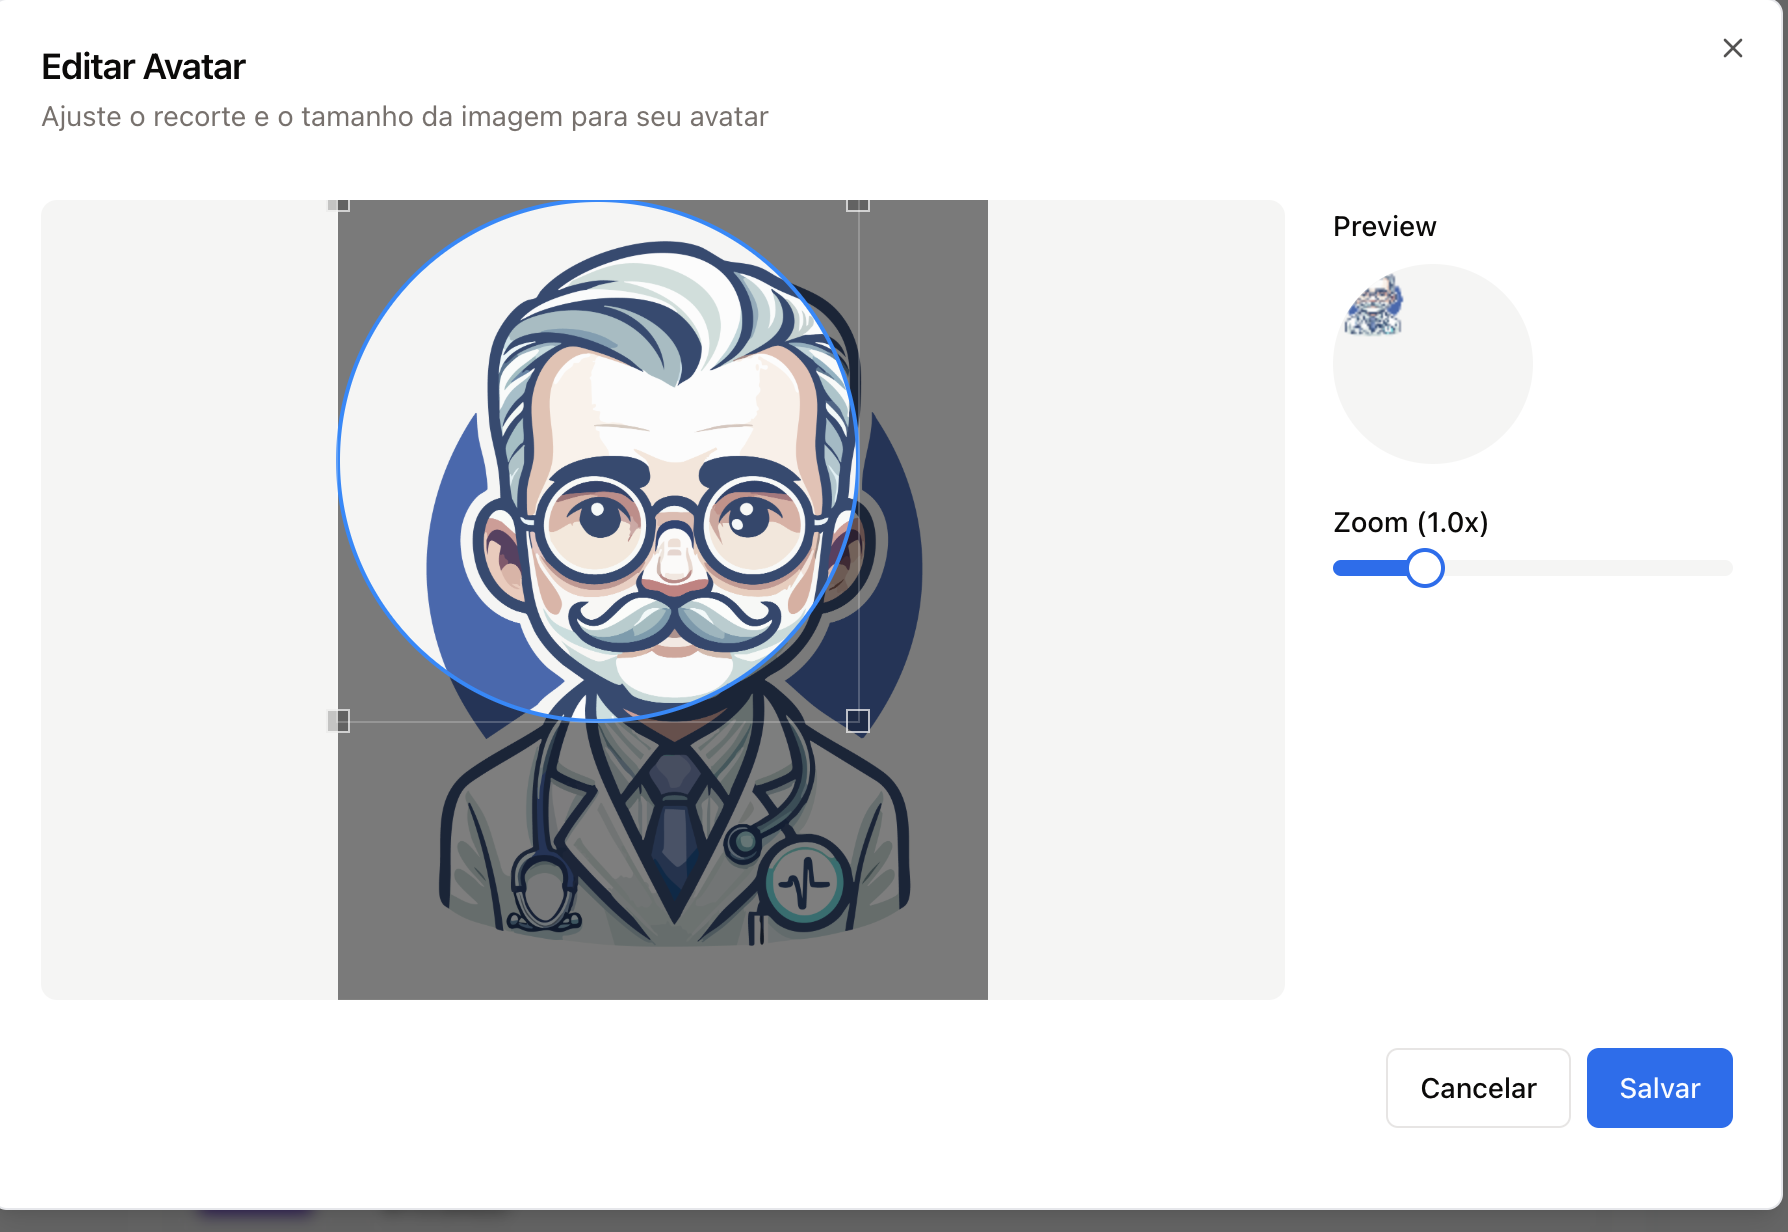 Editar Avatar
Ajuste o recorte e o tamanho da imagem para seu avatar
Preview
Zoom (1.0x)
Cancelar
Salvar